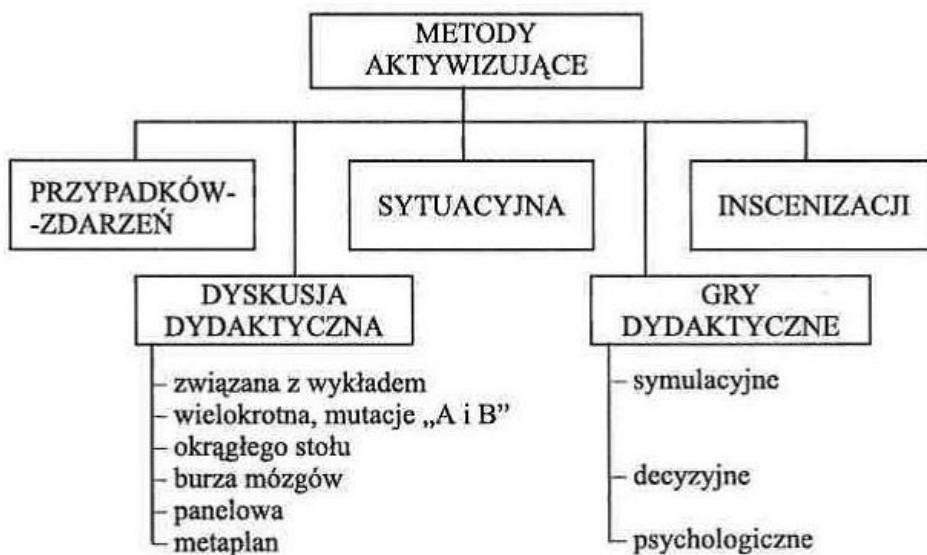 METODY
AKTYWIZUJĄCE
PRZYPADKÓW-
-ZDARZEŃ
SYTUACYJNA
INSCENIZACJI
DYSKUSJA
DYDAKTYCZNA
GRY
DYDAKTYCZNE
związana z wykładem
wielokrotna, mutacje „A i B”
okrągłego stołu
burza mózgów
panelowa
metaplan
symulacyjne
decyzyjne
psychologiczne